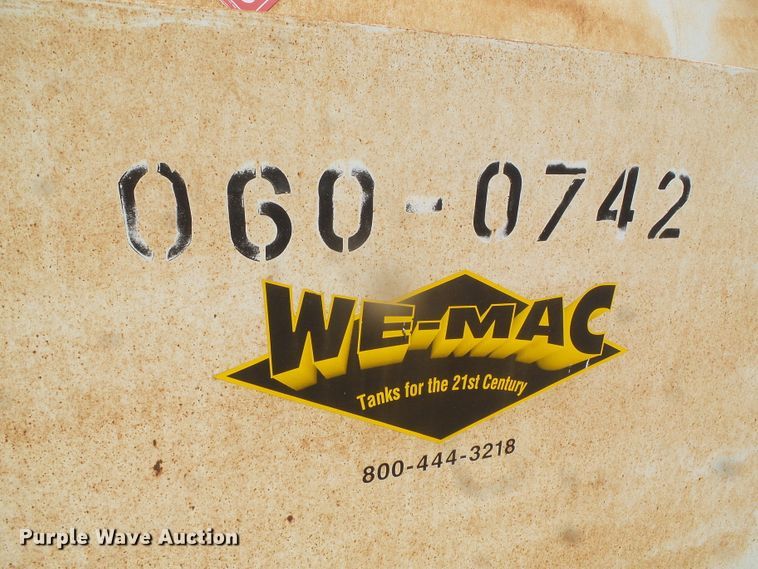 060-0742
WE-MAC
Tanks for the 21st Century
800-444-3218
Purple Wave Auction